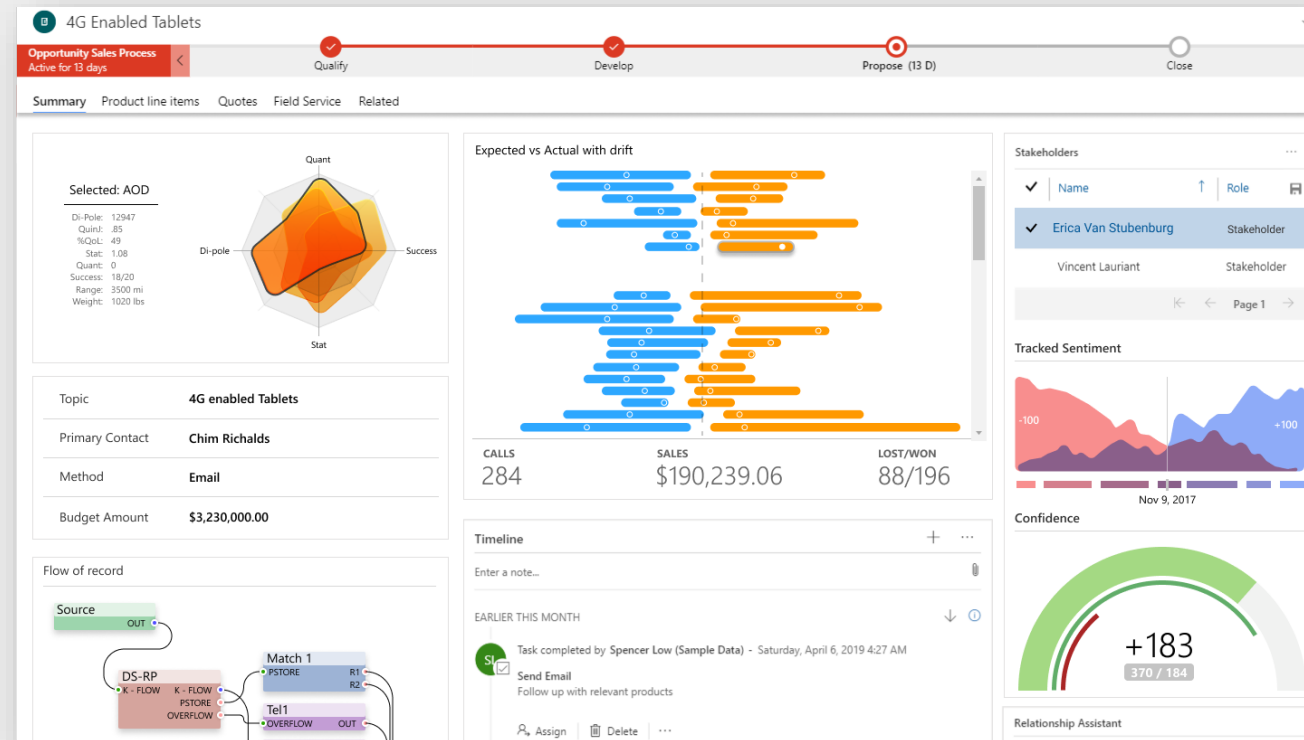 4G Enabled Tablets
Opportunity Sales Process
Active for 13 days
Qualify
Develop
Propose (13 D)
Close
Summary Product line items Quotes Field Service Related
Selected: AOD
Di-Pole: 12947
QuinJ: .85
%QoL: 49
Stat: 1.08
Quant: 0
Success: 18/20
Range: 3500 mi
Weight: 1020 lbs
Quant
Di-pole
Success
Stat
Topic 4G enabled Tablets
Primary Contact Chim Richalds
Method Email
Budget Amount $3,230,000.00
Flow of record
Source
OUT
DS-RP
K - FLOW K - FLOW
PSTORE
OVERFLOW
Match 1
PSTORE R1
R2
Tel1
OVERFLOW OUT
Expected vs Actual with drift
CALLS SALES LOST/WON
284 $190,239.06 88/196
Timeline
Enter a note...
EARLIER THIS MONTH
SL
Task completed by Spencer Low (Sample Data) - Saturday, April 6, 2019 4:27 AM
Send Email
Follow up with relevant products
Assign Delete
Stakeholders
Name Role
Erica Van Stubenburg Stakeholder
Vincent Lauriant Stakeholder
Page 1
Tracked Sentiment
-100
+100
Nov 9, 2017
Confidence
+183
370 / 184
Relationship Assistant